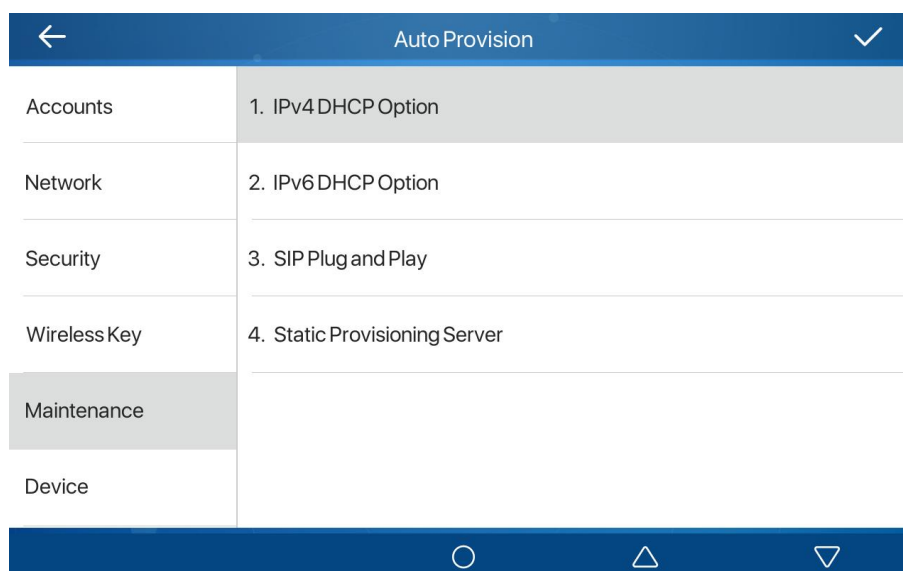 Auto Provision
Accounts
Network
Security
Wireless Key
Maintenance
Device
1. IPv4 DHCP Option
2. IPv6 DHCP Option
3. SIP Plug and Play
4. Static Provisioning Server